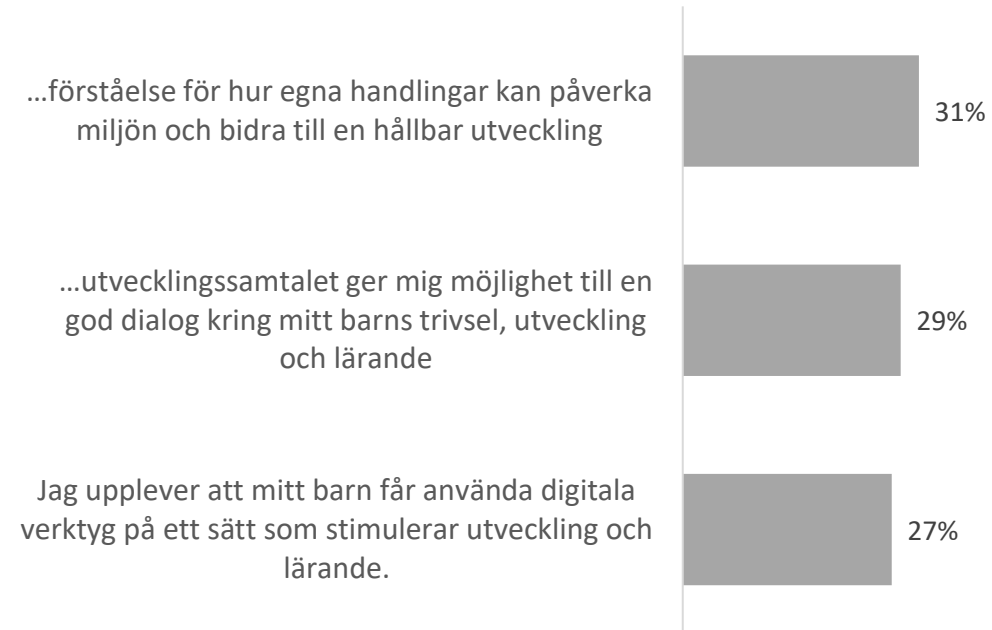 ...förståelse för hur egna handlingar kan påverka
miljön och bidra till en hållbar utveckling
31%
...utvecklingssamtalet ger mig möjlighet till en
god dialog kring mitt barns trivsel, utveckling
och lärande
29%
Jag upplever att mitt barn får använda digitala
verktyg på ett sätt som stimulerar utveckling och
lärande.
27%